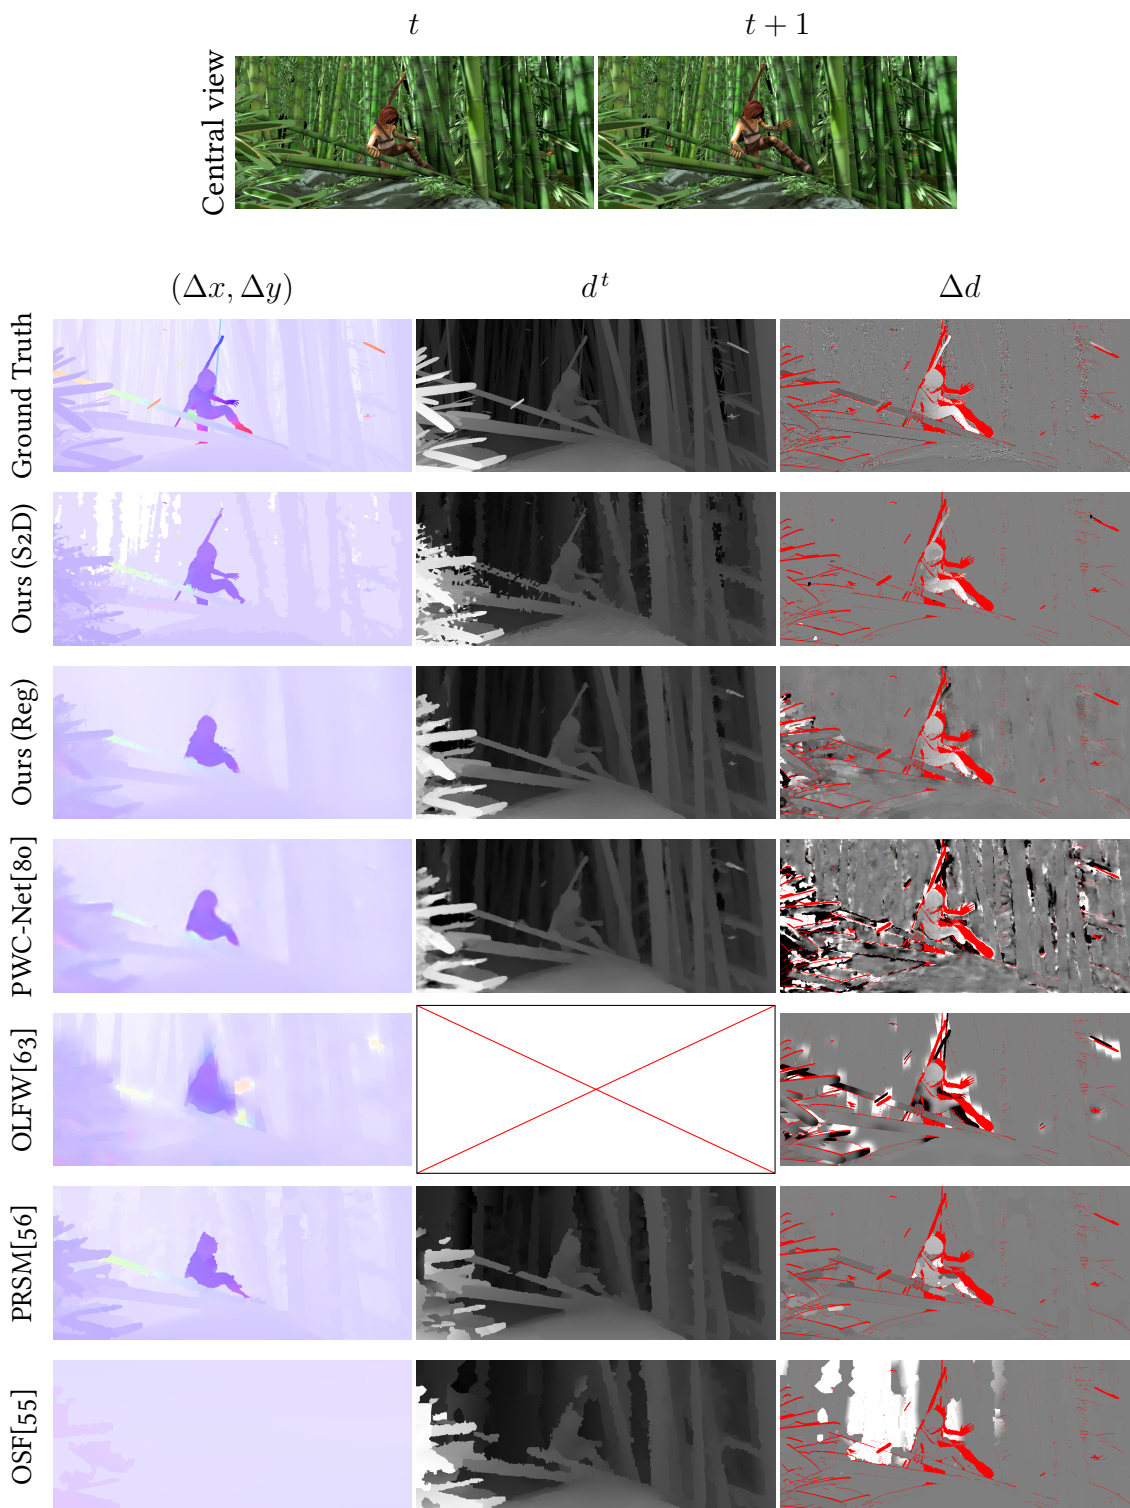 t
t + 1
Central view
(Δx, Δy)
d^t
Δd
Ground Truth
Ours (S2D)
Ours (Reg)
PWC-Net[80]
OLFW[63]
PRSM[56]
OSF[55]